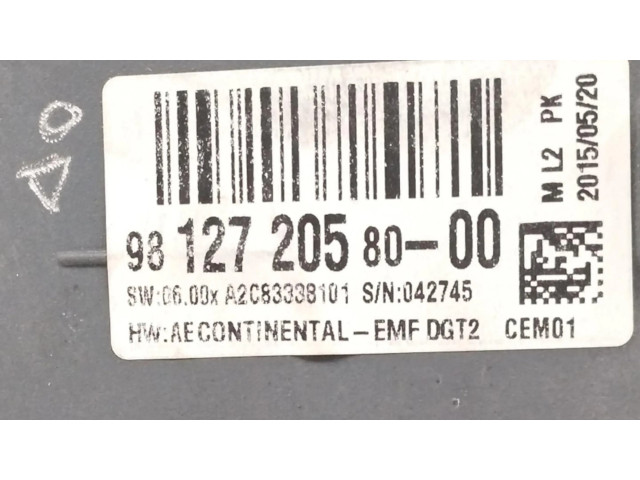 98 127 205 80-00
SW:06.00x A2C83338101 S/N:042745
HW:AECONTINENTAL-EMF DGT2 CEM01
M L2 PK
2015/05/20